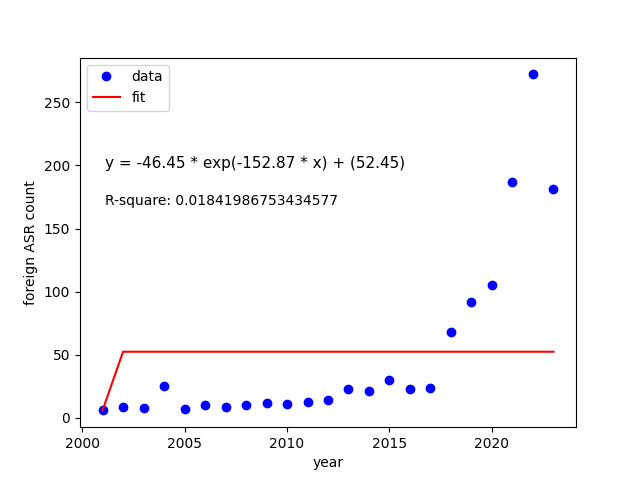 data
fit
y = -46.45 * exp(-152.87 * x) + (52.45)
R-square: 0.01841986753434577
foreign ASR count
250
200
150
100
50
0
2000 2005 2010 2015 2020
year